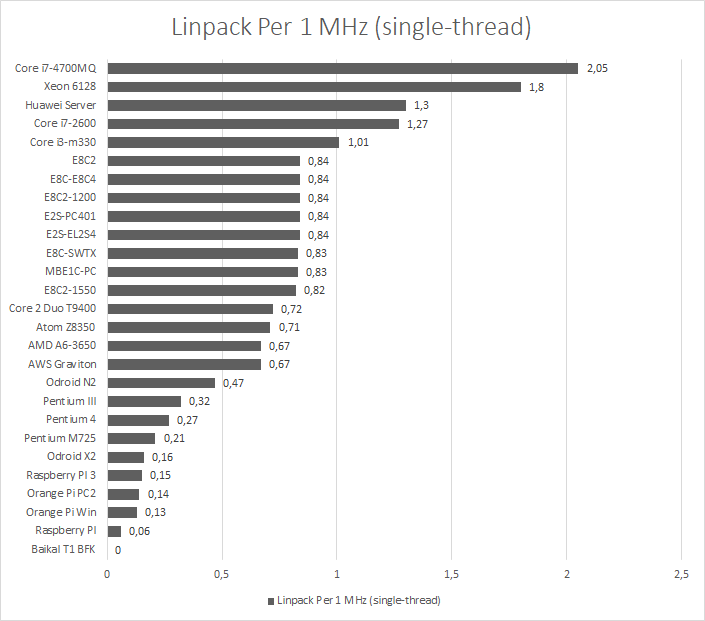 Linpack Per 1 MHz (single-thread)
Core i7-4700MQ 2,05
Xeon 6128 1,8
Huawei Server 1,3
Core i7-2600 1,27
Core i3-m330 1,01
E8C2 0,84
E8C-E8C4 0,84
E8C2-1200 0,84
E2S-PC401 0,84
E2S-EL2S4 0,84
E8C-SWTX 0,83
MBE1C-PC 0,83
E8C2-1550 0,82
Core 2 Duo T9400 0,72
Atom Z8350 0,71
AMD A6-3650 0,67
AWS Graviton 0,67
Odroid N2 0,47
Pentium III 0,32
Pentium 4 0,27
Pentium M725 0,21
Odroid X2 0,16
Raspberry PI 3 0,15
Orange Pi PC2 0,14
Orange Pi Win 0,13
Raspberry PI 0,06
Baikal T1 BFK 0
0 0,5 1 1,5 2 2,5
Linpack Per 1 MHz (single-thread)